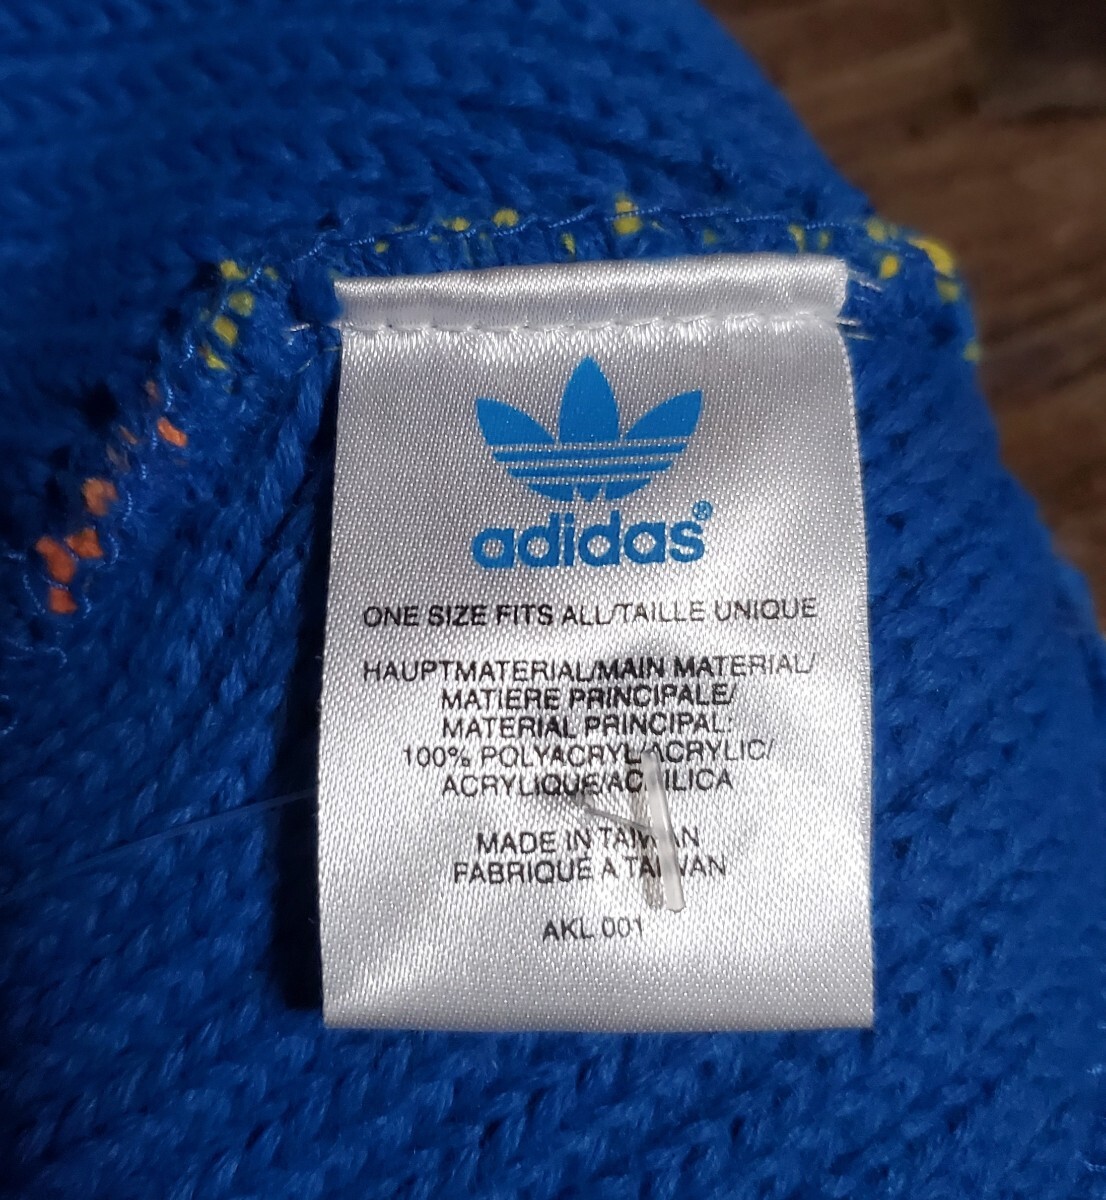 adidas®
ONE SIZE FITS ALL/TAILLE UNIQUE
HAUPTMATERIAL/MAIN MATERIAL/
MATIERE PRINCIPALE/
MATERIAL PRINCIPAL:
100% POLYACRYL/ACRYLIC/
ACRYLIQUE/ACRILICA
MADE IN TAIWAN
FABRIQUE A TAIWAN
AKL 001